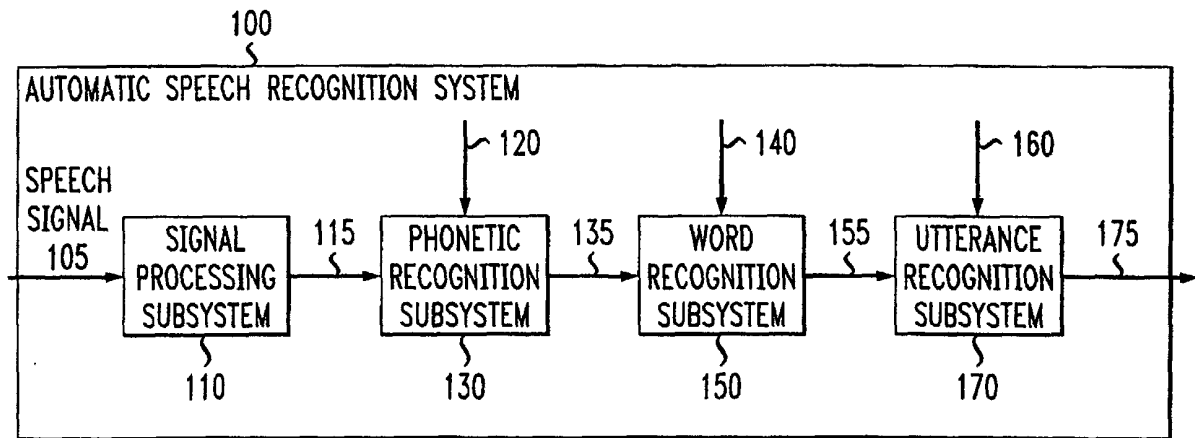 100
AUTOMATIC SPEECH RECOGNITION SYSTEM
120
140
160
SPEECH
SIGNAL
105
SIGNAL
PROCESSING
SUBSYSTEM
115
PHONETIC
RECOGNITION
SUBSYSTEM
135
WORD
RECOGNITION
SUBSYSTEM
155
UTTERANCE
RECOGNITION
SUBSYSTEM
175
110
130
150
170